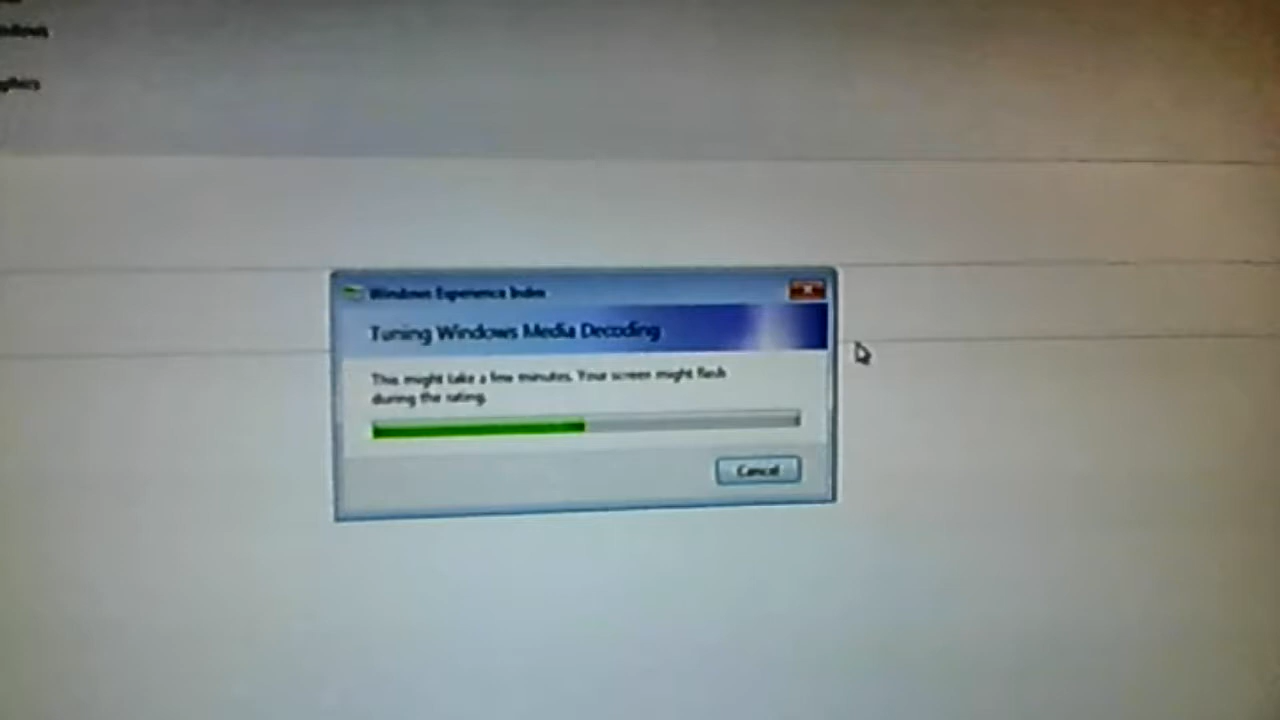 Windows Experience Index
Tuning Windows Media Decoding
This might take a few minutes. Your screen might flash
during the rating.
Cancel